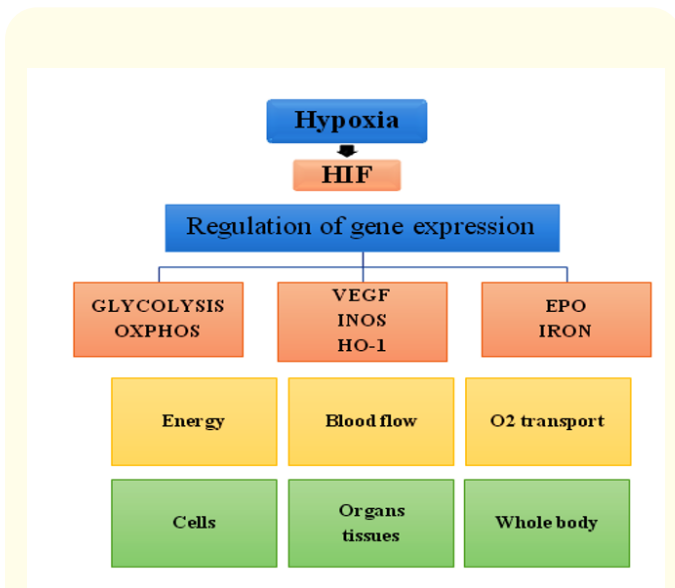 Hypoxia
HIF
Regulation of gene expression
GLYCOLYSIS
OXPHOS
VEGF
INOS
HO-1
EPO
IRON
Energy
Blood flow
O2 transport
Cells
Organs
tissues
Whole body